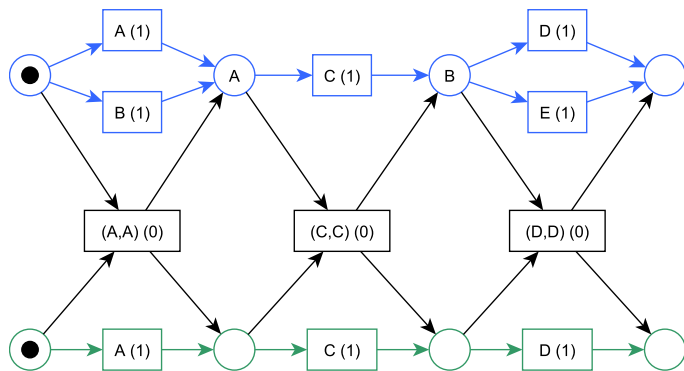 A (1)
D (1)
A
C (1)
B
B (1)
E (1)
(A,A) (0)
(C,C) (0)
(D,D) (0)
A (1)
C (1)
D (1)